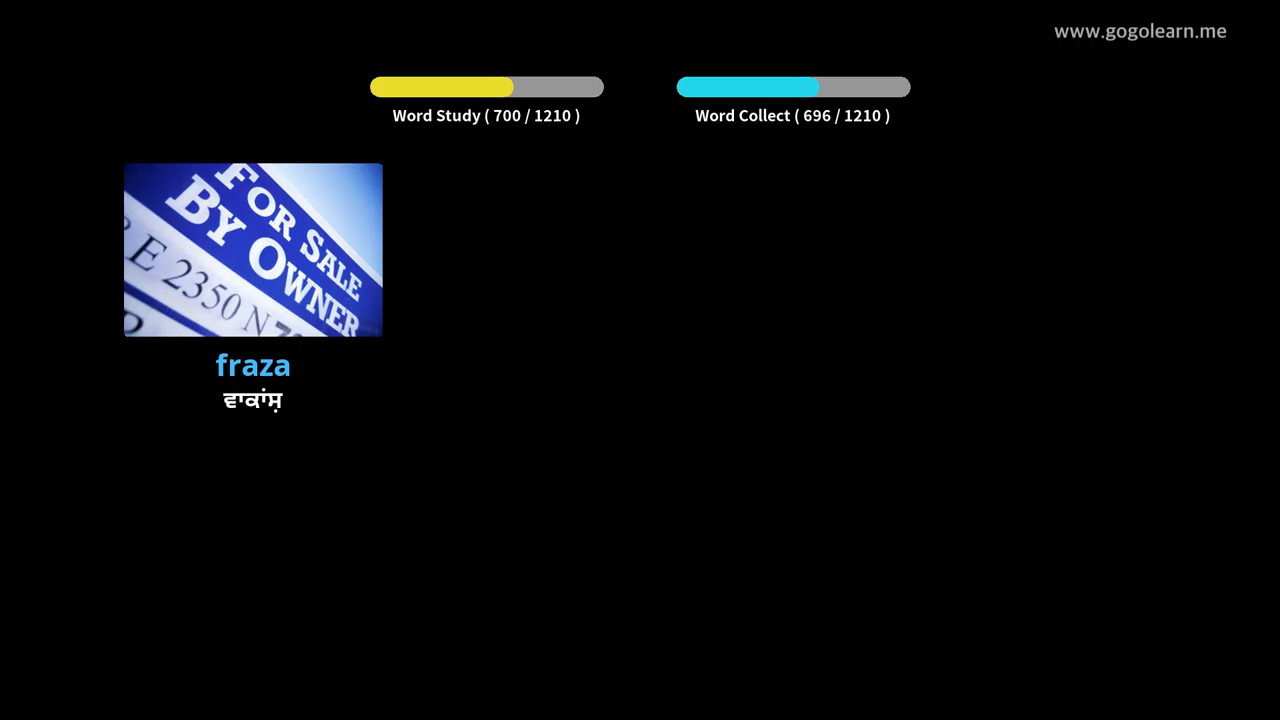 www.gogolearn.me
Word Study ( 700 / 1210 )
Word Collect ( 696 / 1210 )
FOR SALE
BY OWNER
E 2350 N
fraza
ਵਾਕਾਂਸ਼